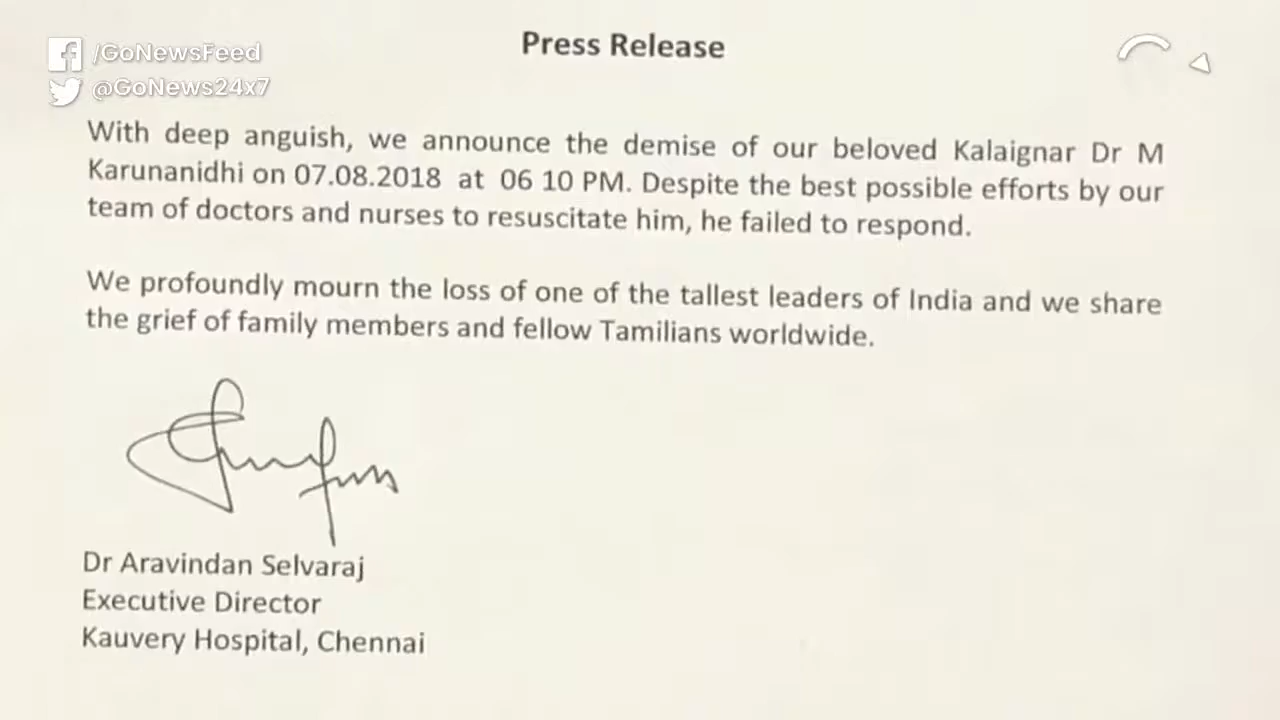 /GoNewsFeed
@GoNews24x7
Press Release
With deep anguish, we announce the demise of our beloved Kalaignar Dr M
Karunanidhi on 07.08.2018 at 06 10 PM. Despite the best possible efforts by our
team of doctors and nurses to resuscitate him, he failed to respond.
We profoundly mourn the loss of one of the tallest leaders of India and we share
the grief of family members and fellow Tamilians worldwide.
Dr Aravindan Selvaraj
Executive Director
Kauvery Hospital, Chennai